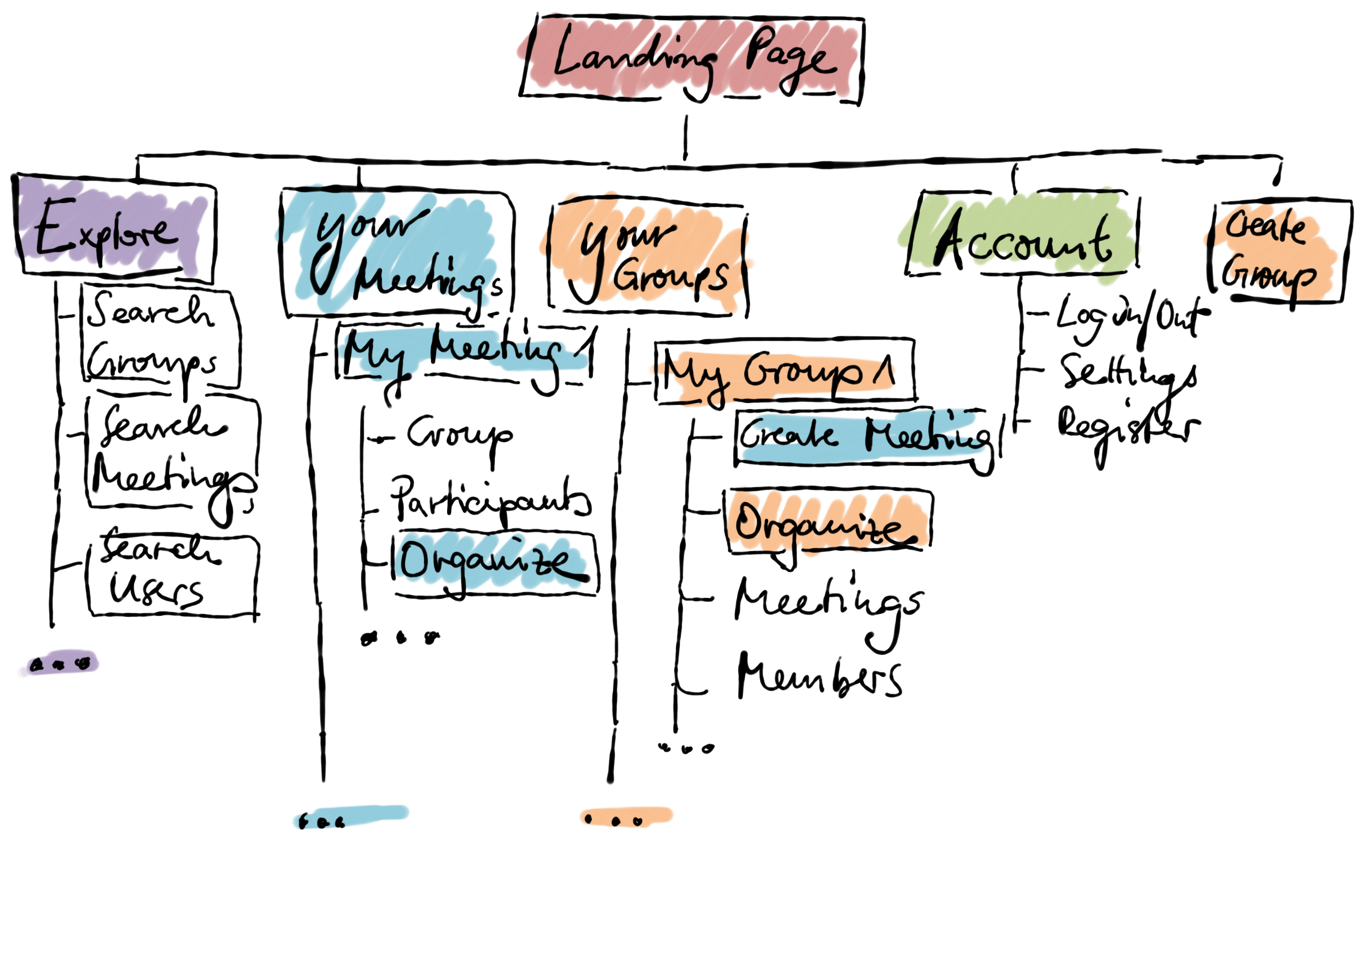 Landing Page
Explore
Search
Groups
Search
Meetings
Search
Users
...
your
Meetings
My Meeting 1
Group
Participants
Organize
...
...
your
Groups
My Group 1
Create Meeting
Organize
Meetings
Members
...
...
Account
Log in/Out
Settings
Register
Create
Group